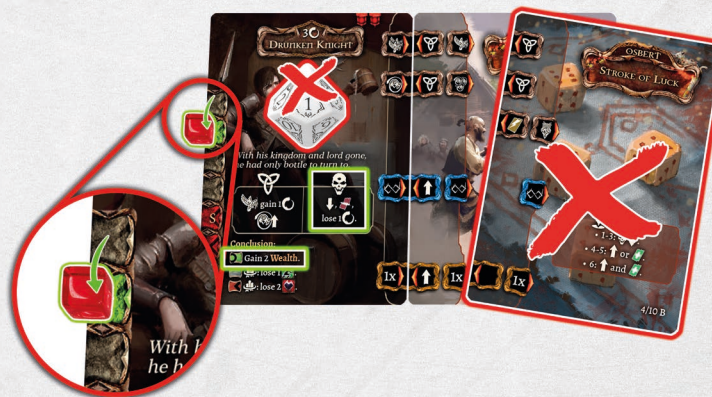 3
DRUNKEN KNIGHT
1
With his kingdom and lord gone,
he had only bottle to turn to.
gain 1
lose 1
Conclusion:
Gain 2 Wealth.
: lose 1
: lose 2
S
1x
1x
1x
1x
OSBERT
STROKE OF LUCK
• 1-3:
• 4-5: or
• 6: and
4/10 B
With h
he h